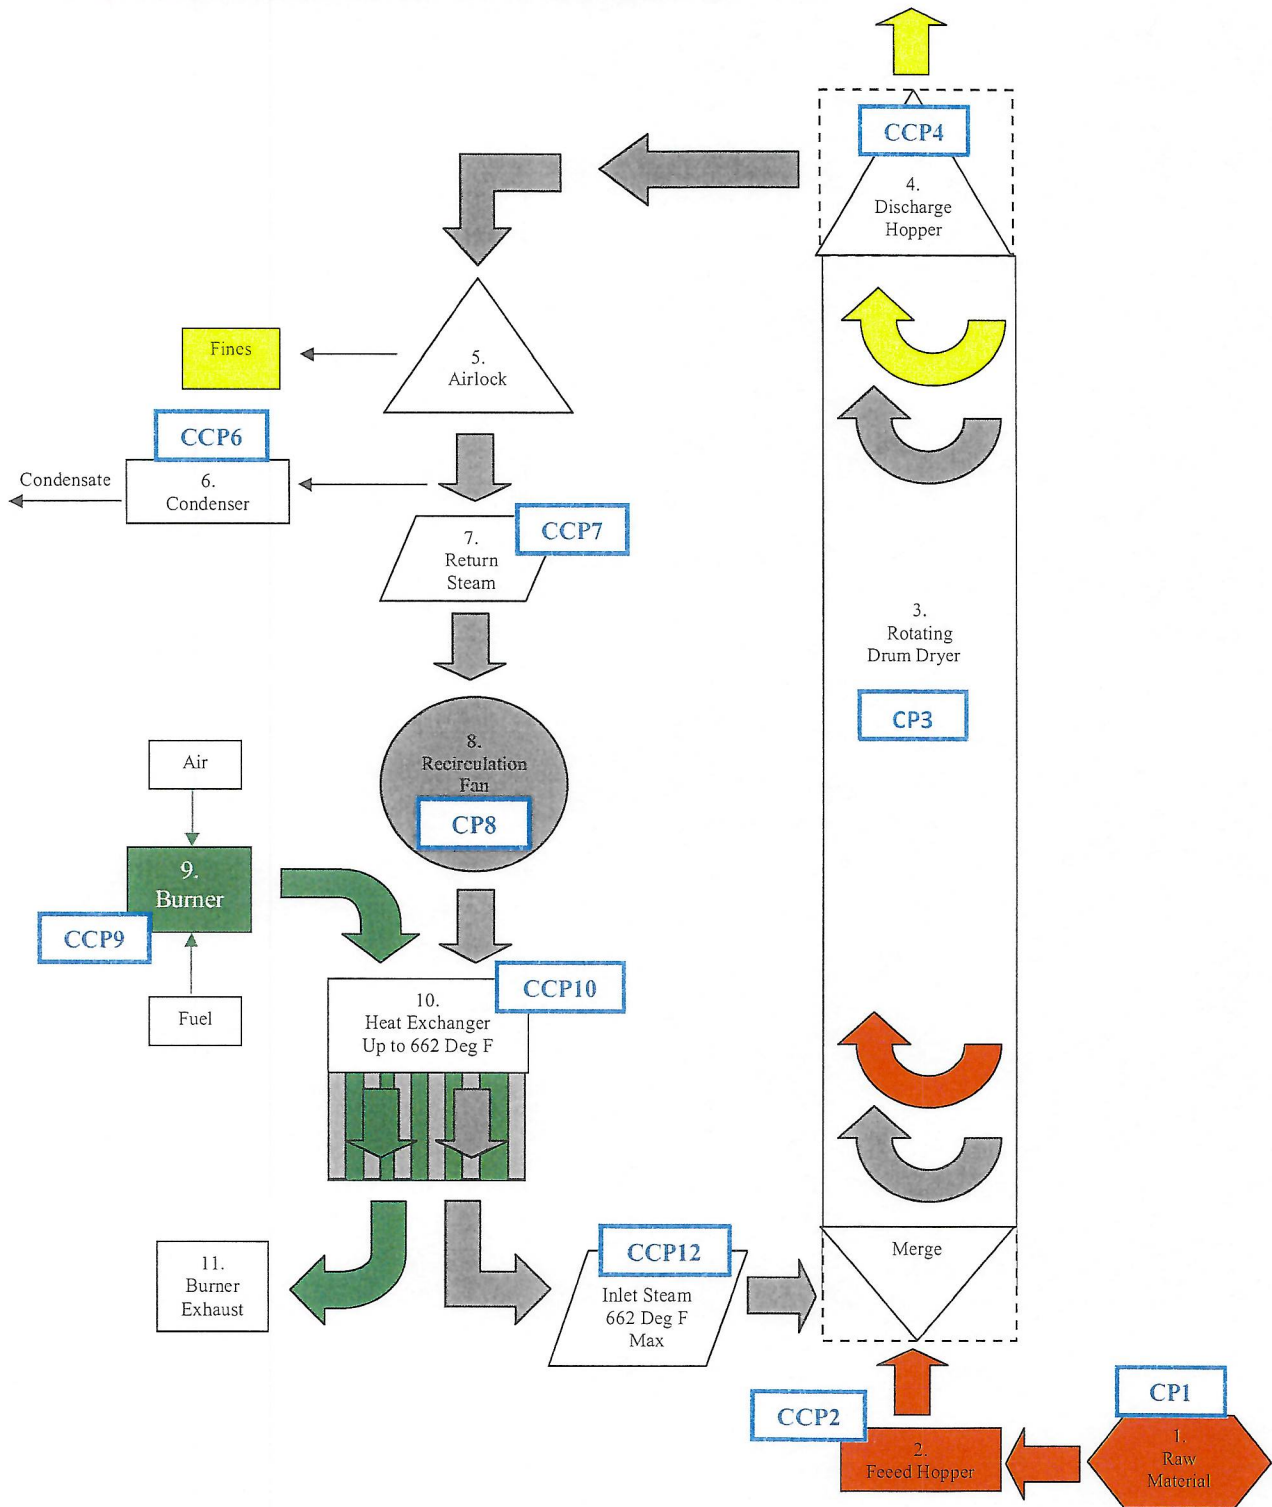 CCP4
4.
Discharge
Hopper
5.
Airlock
Fines
CCP6
6.
Condenser
Condensate
CCP7
7.
Return
Steam
3.
Rotating
Drum Dryer
CP3
8.
Recirculation
Fan
CP8
Air
9.
Burner
CCP9
Fuel
CCP10
10.
Heat Exchanger
Up to 662 Deg F
11.
Burner
Exhaust
CCP12
Inlet Steam
662 Deg F
Max
Merge
CCP2
2.
Feeed Hopper
CP1
1.
Raw
Material